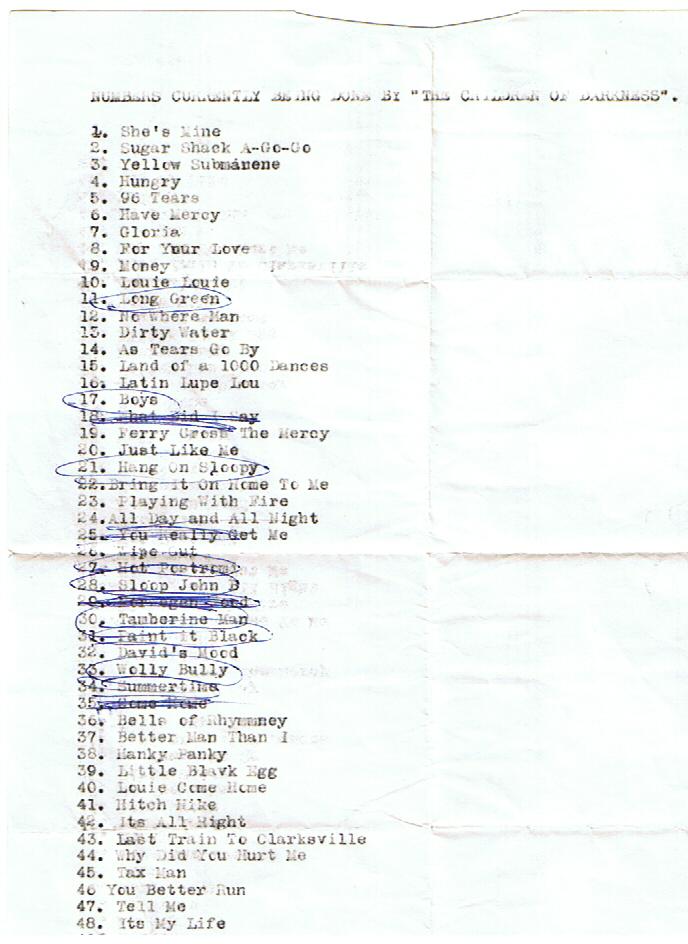 NUMBERS CURRENTLY BEING DONE BY "THE CHILDREN OF DARKNESS".
1. She's Mine
2. Sugar Shack A-Go-Go
3. Yellow Submarene
4. Hungry
5. 96 Tears
6. Have Mercy
7. Gloria
8. For Your Love
9. Money
10. Louie Louie
11. Long Green
12. No Where Man
13. Dirty Water
14. As Tears Go By
15. Land of a 1000 Dances
16. Latin Lupe Lou
17. Boys
18. What Did I Say
19. Ferry Cross The Mercy
20. Just Like Me
21. Hang On Sloopy
22. Bring It On Home To Me
23. Playing With Fire
24. All Day and All Night
25. You Really Get Me
26. Wipe Out
27. Hot Postrami
28. Sloop John B
29.
30. Tamberine Man
31. Paint it Black
32. David's Mood
33. Wolly Bully
34. Summertime
35. Come Home
36. Bells of Rhymmney
37. Better Man Than I
38. Hanky Panky
39. Little Blavk Egg
40. Louie Come Home
41. Hitch Hike
42. Its All Right
43. Last Train To Clarksville
44. Why Did You Hurt Me
45. Tax Man
46 You Better Run
47. Tell Me
48. Its My Life